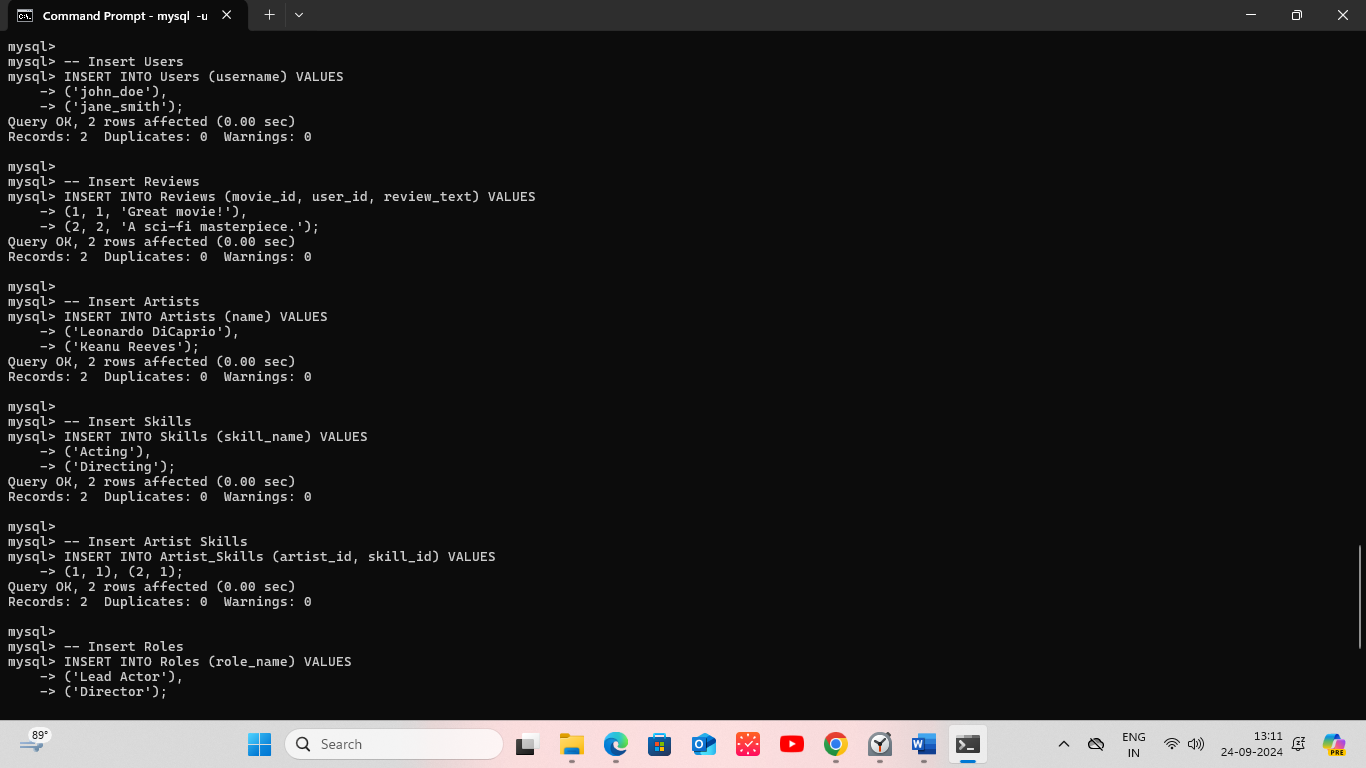 Command Prompt - mysql -u
mysql>
mysql> -- Insert Users
mysql> INSERT INTO Users (username) VALUES
    -> ('john_doe'),
    -> ('jane_smith');
Query OK, 2 rows affected (0.00 sec)
Records: 2  Duplicates: 0  Warnings: 0
mysql>
mysql> -- Insert Reviews
mysql> INSERT INTO Reviews (movie_id, user_id, review_text) VALUES
    -> (1, 1, 'Great movie!'),
    -> (2, 2, 'A sci-fi masterpiece.');
Query OK, 2 rows affected (0.00 sec)
Records: 2  Duplicates: 0  Warnings: 0
mysql>
mysql> -- Insert Artists
mysql> INSERT INTO Artists (name) VALUES
    -> ('Leonardo DiCaprio'),
    -> ('Keanu Reeves');
Query OK, 2 rows affected (0.00 sec)
Records: 2  Duplicates: 0  Warnings: 0
mysql>
mysql> -- Insert Skills
mysql> INSERT INTO Skills (skill_name) VALUES
    -> ('Acting'),
    -> ('Directing');
Query OK, 2 rows affected (0.00 sec)
Records: 2  Duplicates: 0  Warnings: 0
mysql>
mysql> -- Insert Artist Skills
mysql> INSERT INTO Artist_Skills (artist_id, skill_id) VALUES
    -> (1, 1), (2, 1);
Query OK, 2 rows affected (0.00 sec)
Records: 2  Duplicates: 0  Warnings: 0
mysql>
mysql> -- Insert Roles
mysql> INSERT INTO Roles (role_name) VALUES
    -> ('Lead Actor'),
    -> ('Director');
89°
Search
ENG
IN
13:11
24-09-2024
PRE